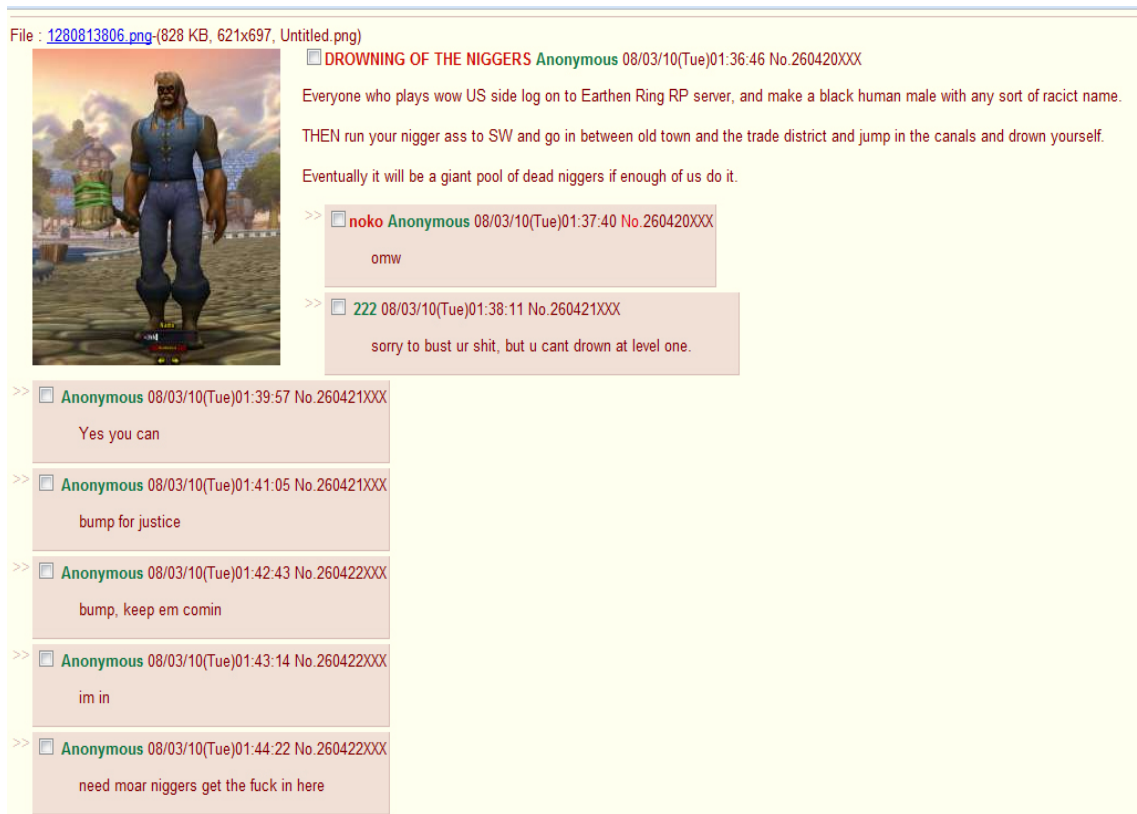 File : 1280813806.png-(828 KB, 621x697, Untitled.png)
DROWNING OF THE NIGGERS Anonymous 08/03/10(Tue)01:36:46 No.260420XXX
Everyone who plays wow US side log on to Earthen Ring RP server, and make a black human male with any sort of racict name.
THEN run your nigger ass to SW and go in between old town and the trade district and jump in the canals and drown yourself.
Eventually it will be a giant pool of dead niggers if enough of us do it.
Name
>> noko Anonymous 08/03/10(Tue)01:37:40 No.260420XXX
omw
>> 222 08/03/10(Tue)01:38:11 No.260421XXX
sorry to bust ur shit, but u cant drown at level one.
>> Anonymous 08/03/10(Tue)01:39:57 No.260421XXX
Yes you can
>> Anonymous 08/03/10(Tue)01:41:05 No.260421XXX
bump for justice
>> Anonymous 08/03/10(Tue)01:42:43 No.260422XXX
bump, keep em comin
>> Anonymous 08/03/10(Tue)01:43:14 No.260422XXX
im in
>> Anonymous 08/03/10(Tue)01:44:22 No.260422XXX
need moar niggers get the fuck in here